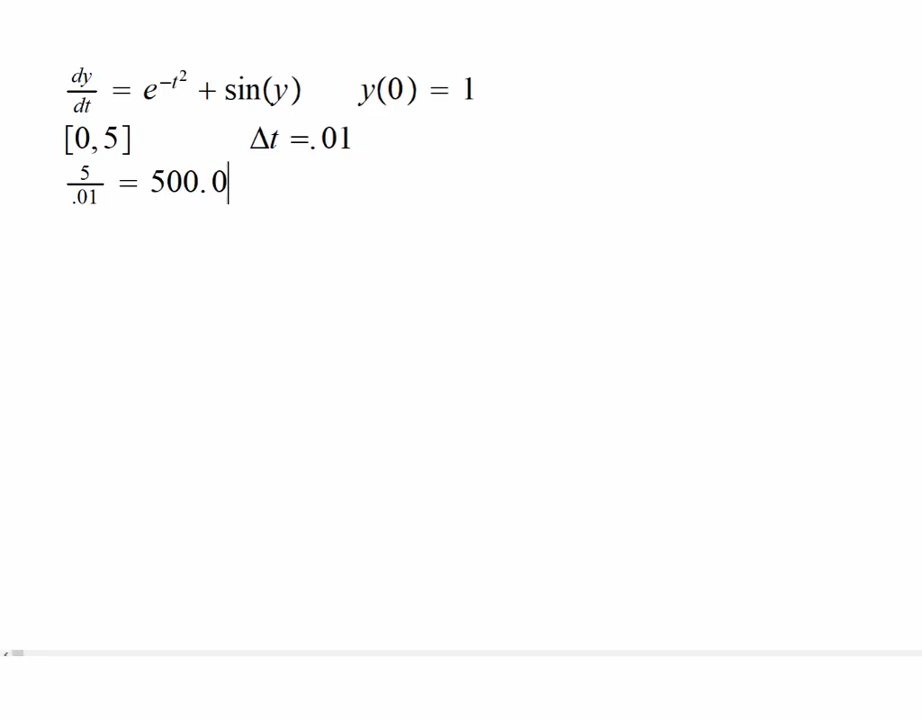 dy/dt = e^{-t^2} + sin(y) y(0) = 1
[0,5] Δt =.01
5/.01 = 500.0